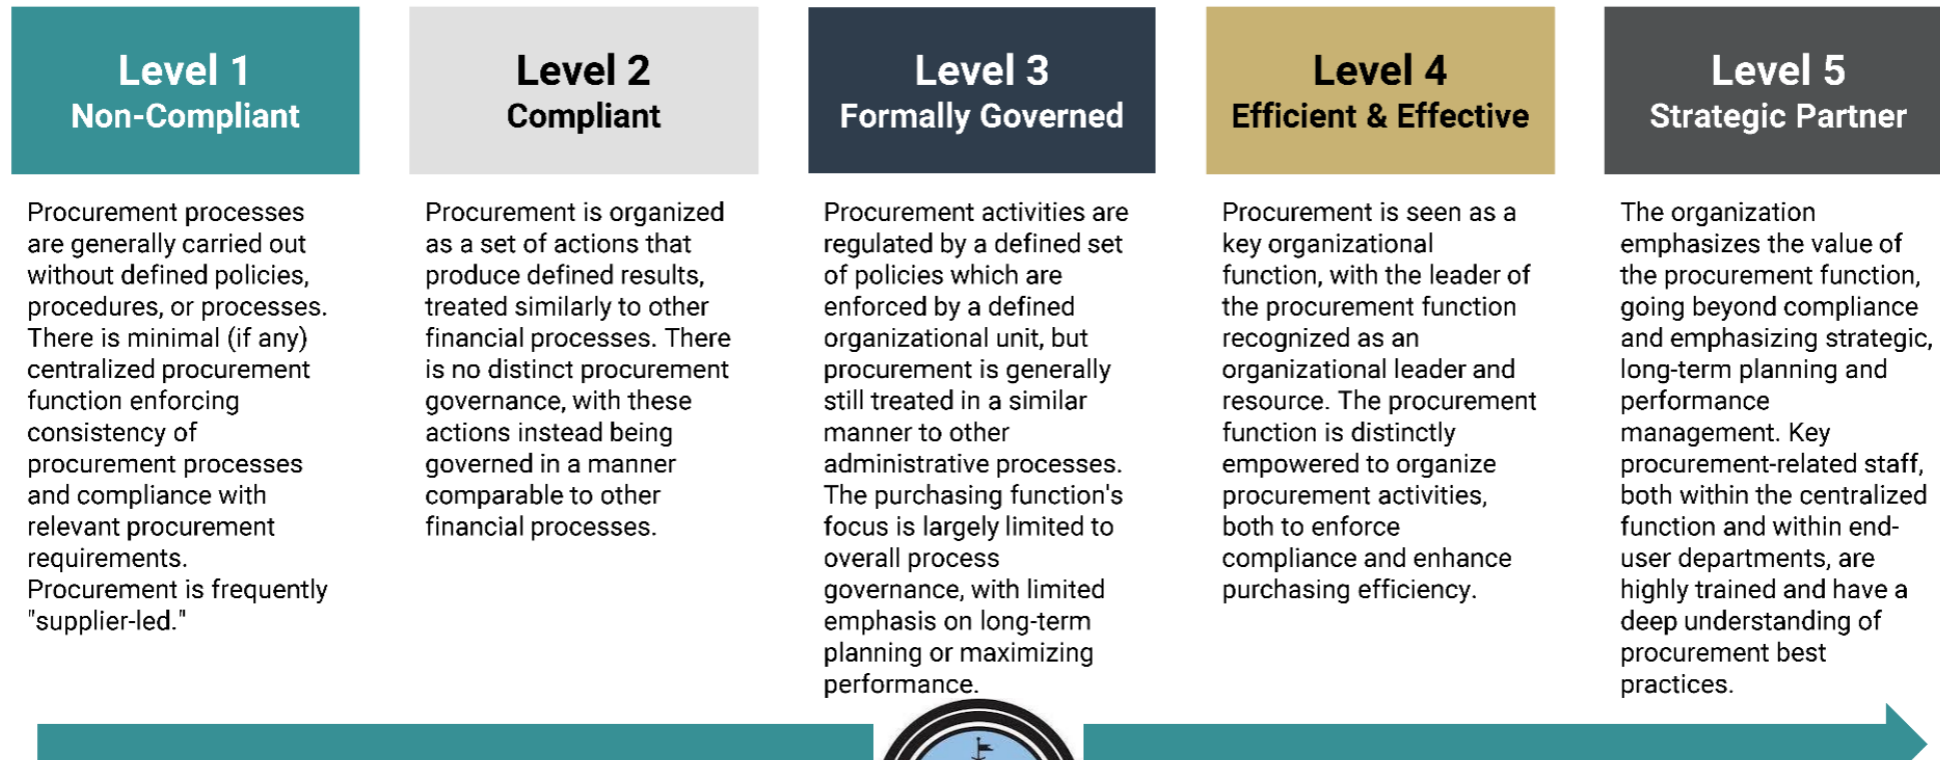 Level 1
Non-Compliant
Procurement processes
are generally carried out
without defined policies,
procedures, or processes.
There is minimal (if any)
centralized procurement
function enforcing
consistency of
procurement processes
and compliance with
relevant procurement
requirements.
Procurement is frequently
"supplier-led."
Level 2
Compliant
Procurement is organized
as a set of actions that
produce defined results,
treated similarly to other
financial processes. There
is no distinct procurement
governance, with these
actions instead being
governed in a manner
comparable to other
financial processes.
Level 3
Formally Governed
Procurement activities are
regulated by a defined set
of policies which are
enforced by a defined
organizational unit, but
procurement is generally
still treated in a similar
manner to other
administrative processes.
The purchasing function's
focus is largely limited to
overall process
governance, with limited
emphasis on long-term
planning or maximizing
performance.
Level 4
Efficient & Effective
Procurement is seen as a
key organizational
function, with the leader of
the procurement function
recognized as an
organizational leader and
resource. The procurement
function is distinctly
empowered to organize
procurement activities,
both to enforce
compliance and enhance
purchasing efficiency.
Level 5
Strategic Partner
The organization
emphasizes the value of
the procurement function,
going beyond compliance
and emphasizing strategic,
long-term planning and
performance
management. Key
procurement-related staff,
both within the centralized
function and within end-
user departments, are
highly trained and have a
deep understanding of
procurement best
practices.